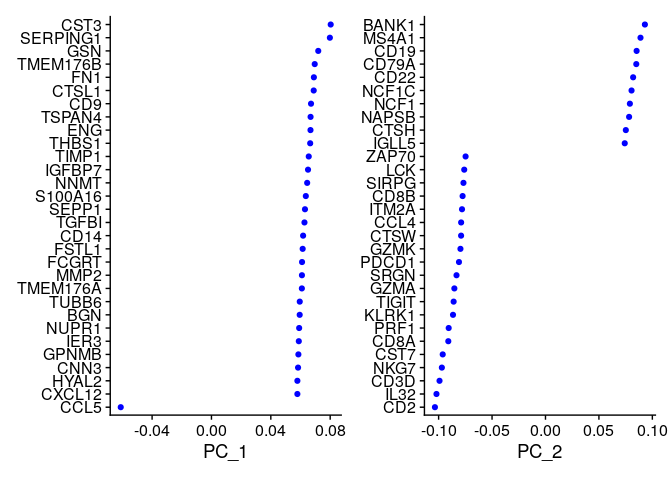 CST3
SERPING1
GSN
TMEM176B
FN1
CTSL1
CD9
TSPAN4
ENG
THBS1
TIMP1
IGFBP7
NNMT
S100A16
SEPP1
TGFBI
CD14
FSTL1
FCGRT
MMP2
TMEM176A
TUBB6
BGN
NUPR1
IER3
GPNMB
CNN3
HYAL2
CXCL12
CCL5
-0.04 0.00 0.04 0.08
PC_1
BANK1
MS4A1
CD19
CD79A
CD22
NCF1C
NCF1
NAPSB
CTSH
IGLL5
ZAP70
LCK
SIRPG
CD8B
ITM2A
CCL4
CTSW
GZMK
PDCD1
SRGN
GZMA
TIGIT
KLRK1
PRF1
CD8A
CST7
NKG7
CD3D
IL32
CD2
-0.10 -0.05 0.00 0.05 0.10
PC_2